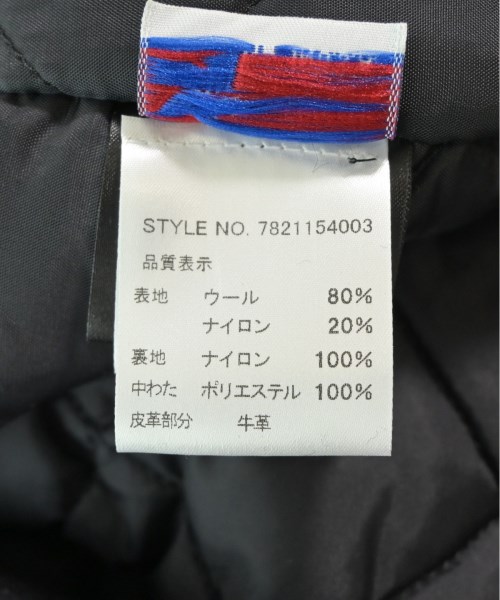 STYLE NO. 7821154003
品質表示
表地 ウール 80%
ナイロン 20%
裏地 ナイロン 100%
中わた ポリエステル 100%
皮革部分 牛革